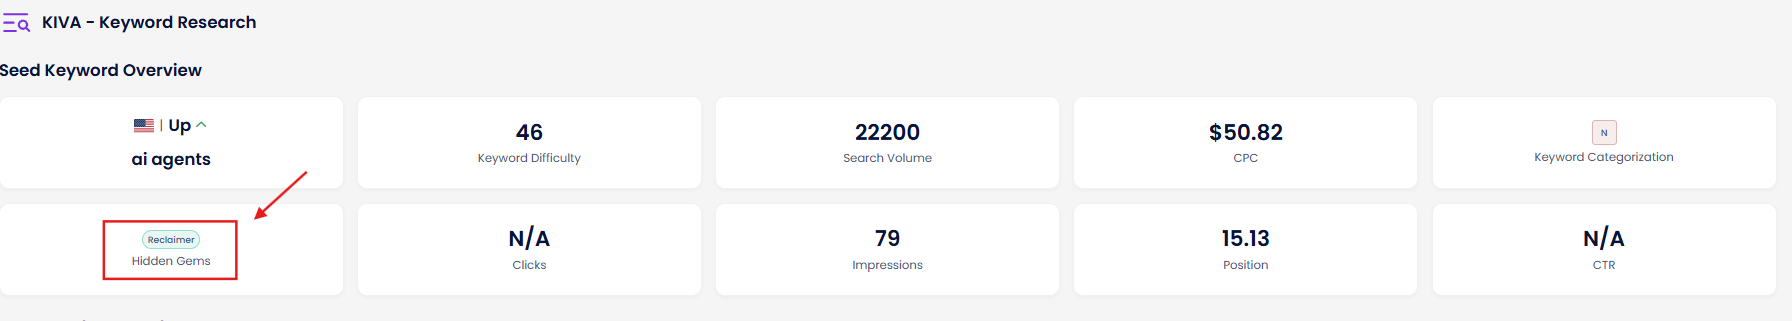 KIVA - Keyword Research
Seed Keyword Overview
| Up
ai agents
46
Keyword Difficulty
22200
Search Volume
$50.82
CPC
N
Keyword Categorization
Reclaimer
Hidden Gems
N/A
Clicks
79
Impressions
15.13
Position
N/A
CTR